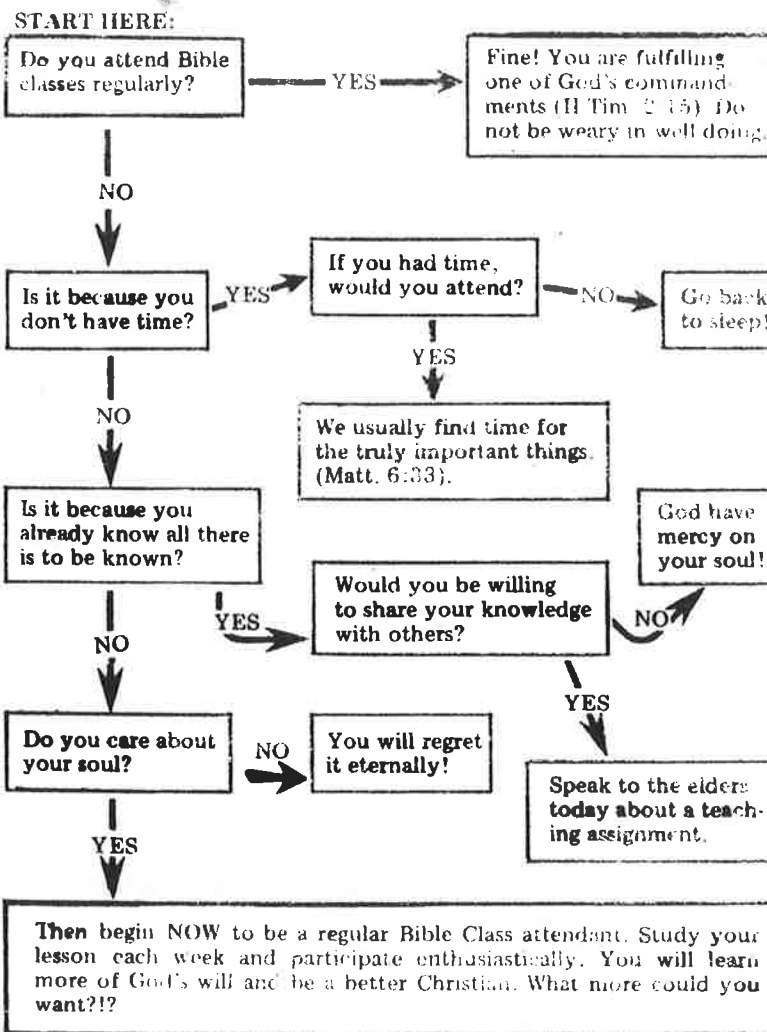 START HERE:
Do you attend Bible
classes regularly?
YES
Fine! You are fulfilling
one of God's command-
ments (II Tim. 2:15). Do
not be weary in well doing.
NO
Is it because you
don't have time?
YES
If you had time,
would you attend?
NO
Go back
to sleep!
YES
We usually find time for
the truly important things.
(Matt. 6:33).
NO
Is it because you
already know all there
is to be known?
YES
Would you be willing
to share your knowledge
with others?
NO
God have
mercy on
your soul!
YES
Speak to the elders
today about a teach-
ing assignment.
NO
Do you care about
your soul?
NO
You will regret
it eternally!
YES
Then begin NOW to be a regular Bible Class attendant. Study your
lesson each week and participate enthusiastically. You will learn
more of God's will and be a better Christian. What more could you
want?!?